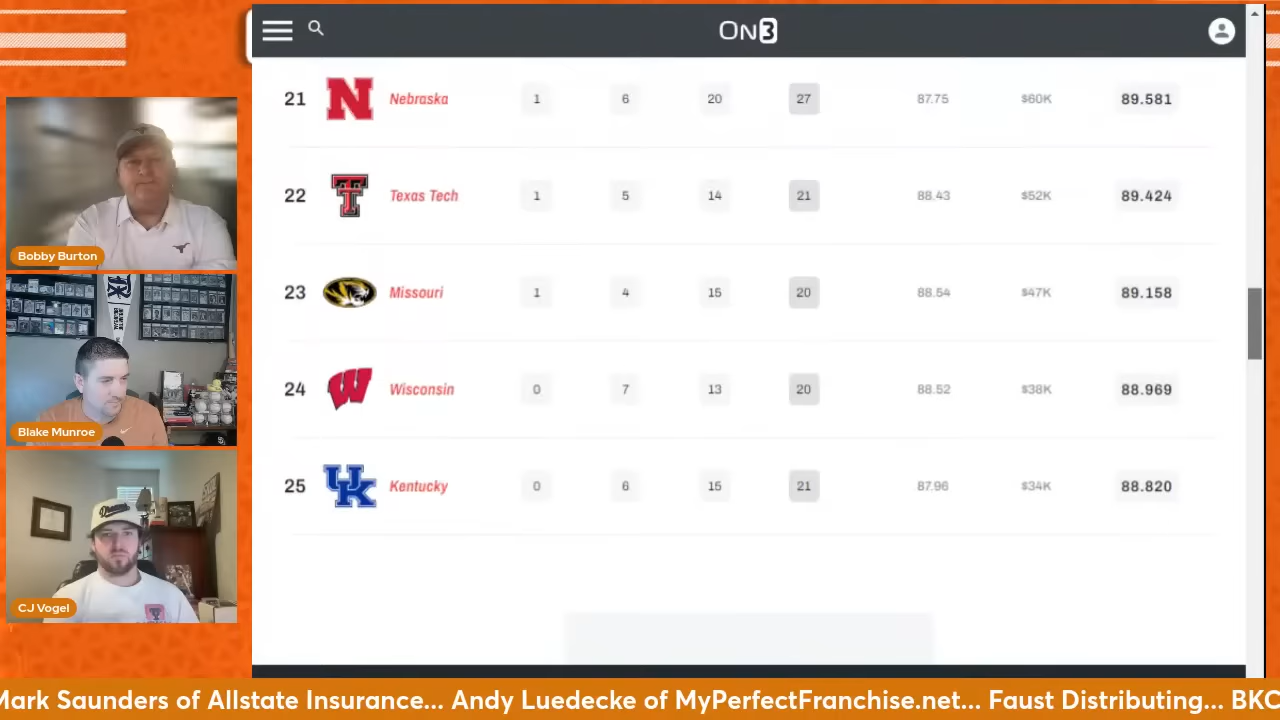 ON3
21 N Nebraska 1 6 20 27 87.75 $60K 89.581
22 Texas Tech 1 5 14 21 88.43 $52K 89.424
23 Missouri 1 4 15 20 88.54 $47K 89.158
24 W Wisconsin 0 7 13 20 88.52 $38K 88.969
25 UK Kentucky 0 6 15 21 87.96 $34K 88.820
Bobby Burton
Blake Munroe
CJ Vogel
Mark Saunders of Allstate Insurance... Andy Luedecke of MyPerfectFranchise.net... Faust Distributing... BKC